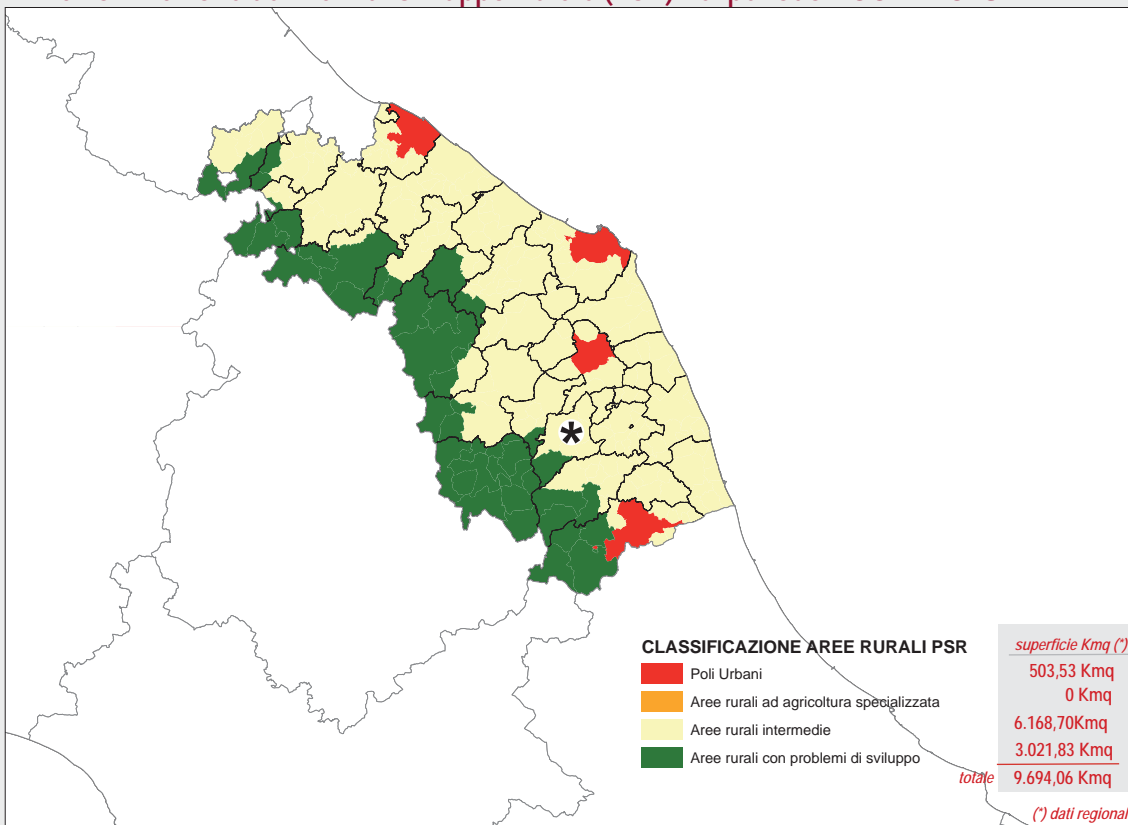 CLASSIFICAZIONE AREE RURALI PSR
superficie Kmq (*)
Poli Urbani
503,53 Kmq
Aree rurali ad agricoltura specializzata
0 Kmq
Aree rurali intermedie
6.168,70Kmq
Aree rurali con problemi di sviluppo
3.021,83 Kmq
totale 9.694,06 Kmq
(*) dati regional